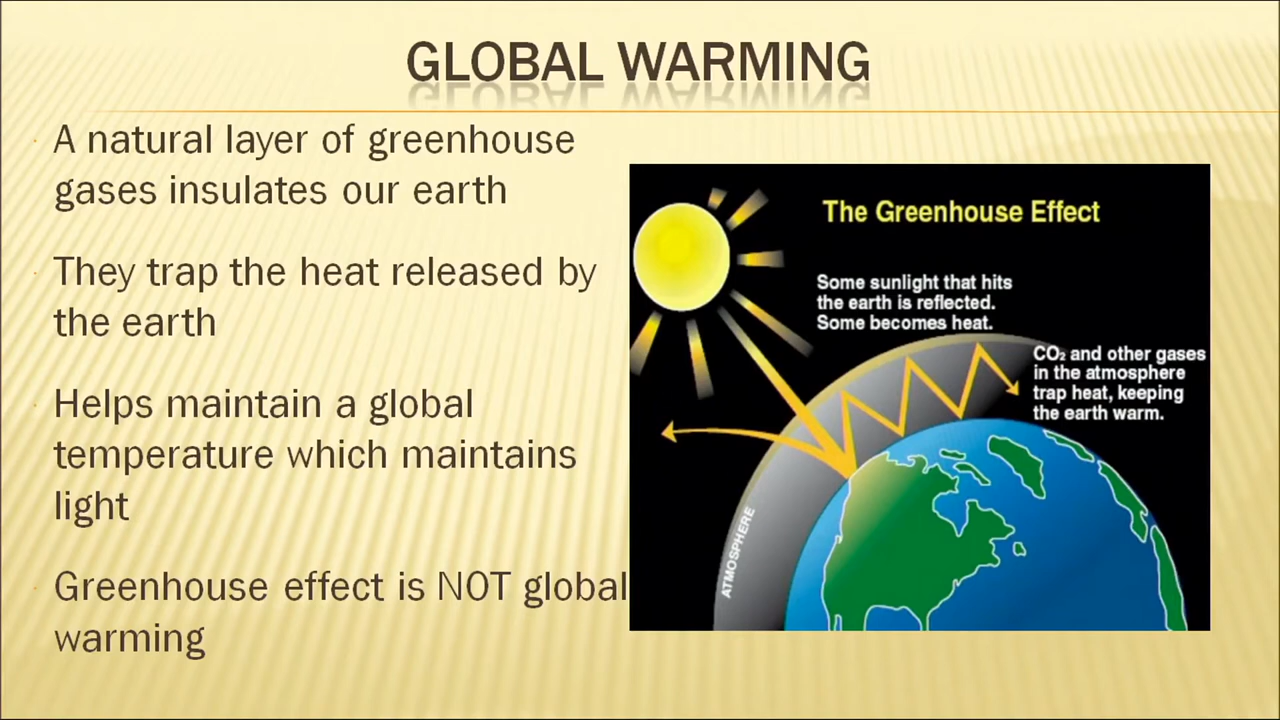 GLOBAL WARMING
A natural layer of greenhouse
gases insulates our earth
They trap the heat released by
the earth
Helps maintain a global
temperature which maintains
light
Greenhouse effect is NOT global
warming
The Greenhouse Effect
Some sunlight that hits
the earth is reflected.
Some becomes heat.
CO₂ and other gases
in the atmosphere
trap heat, keeping
the earth warm.
ATMOSPHERE